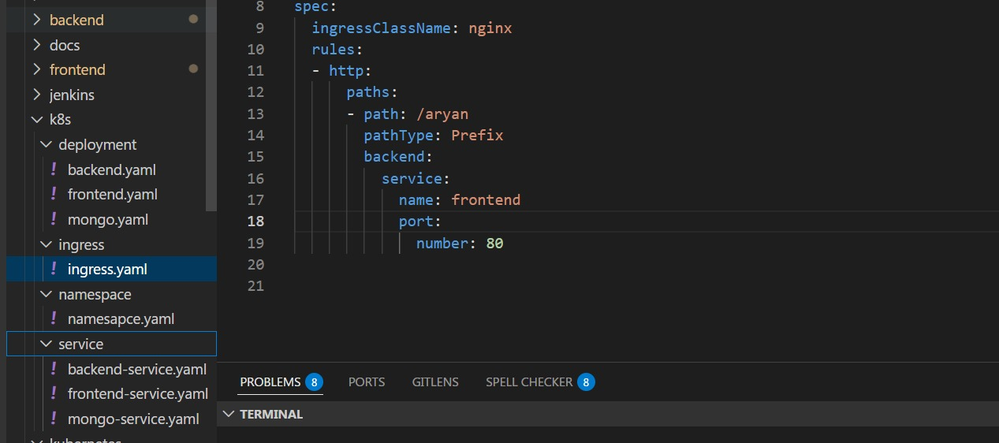 backend
docs
frontend
jenkins
k8s
deployment
! backend.yaml
! frontend.yaml
! mongo.yaml
ingress
! ingress.yaml
namespace
! namesapce.yaml
service
! backend-service.yaml
! frontend-service.yaml
! mongo-service.yaml
kubernetes
8 spec:
9   ingressClassName: nginx
10   rules:
11   - http:
12       paths:
13       - path: /aryan
14         pathType: Prefix
15         backend:
16           service:
17             name: frontend
18             port:
19               number: 80
20
21
PROBLEMS 8 PORTS GITLENS SPELL CHECKER 8
TERMINAL